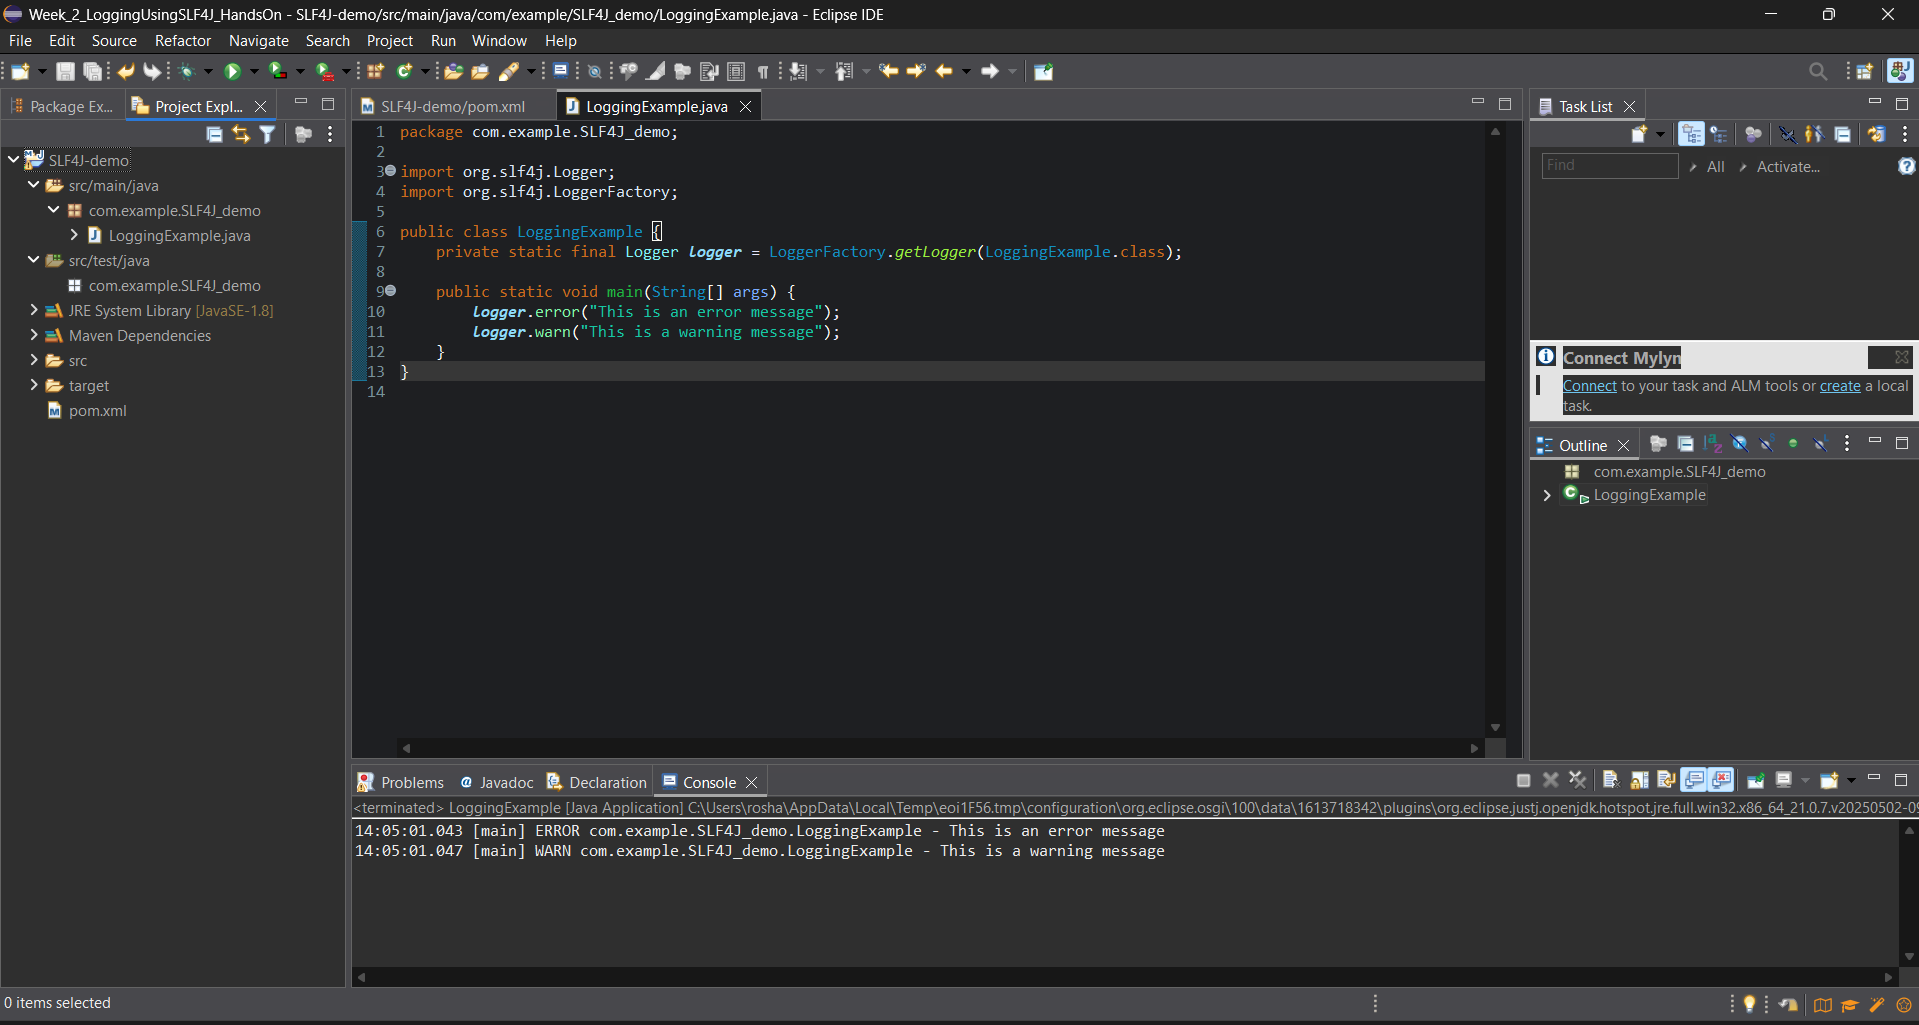 Week_2_LoggingUsingSLF4J_HandsOn - SLF4J-demo/src/main/java/com/example/SLF4J_demo/LoggingExample.java - Eclipse IDE
File Edit Source Refactor Navigate Search Project Run Window Help
Package Ex... Project Expl...
SLF4J-demo
src/main/java
com.example.SLF4J_demo
LoggingExample.java
src/test/java
com.example.SLF4J_demo
JRE System Library [JavaSE-1.8]
Maven Dependencies
src
target
pom.xml
SLF4J-demo/pom.xml LoggingExample.java
1 package com.example.SLF4J_demo;
2
3 import org.slf4j.Logger;
4 import org.slf4j.LoggerFactory;
5
6 public class LoggingExample {
7 private static final Logger logger = LoggerFactory.getLogger(LoggingExample.class);
8
9 public static void main(String[] args) {
10 logger.error("This is an error message");
11 logger.warn("This is a warning message");
12 }
13 }
14
Task List
Find All Activate...
Connect Mylyn
Connect to your task and ALM tools or create a local
task.
Outline
com.example.SLF4J_demo
LoggingExample
Problems Javadoc Declaration Console
<terminated> LoggingExample [Java Application] C:\Users\rosha\AppData\Local\Temp\eoi1F56.tmp\configuration\org.eclipse.osgi\100\data\1613718342\plugins\org.eclipse.justj.openjdk.hotspot.jre.full.win32.x86_64_21.0.7.v20250502-09
14:05:01.043 [main] ERROR com.example.SLF4J_demo.LoggingExample - This is an error message
14:05:01.047 [main] WARN com.example.SLF4J_demo.LoggingExample - This is a warning message
0 items selected